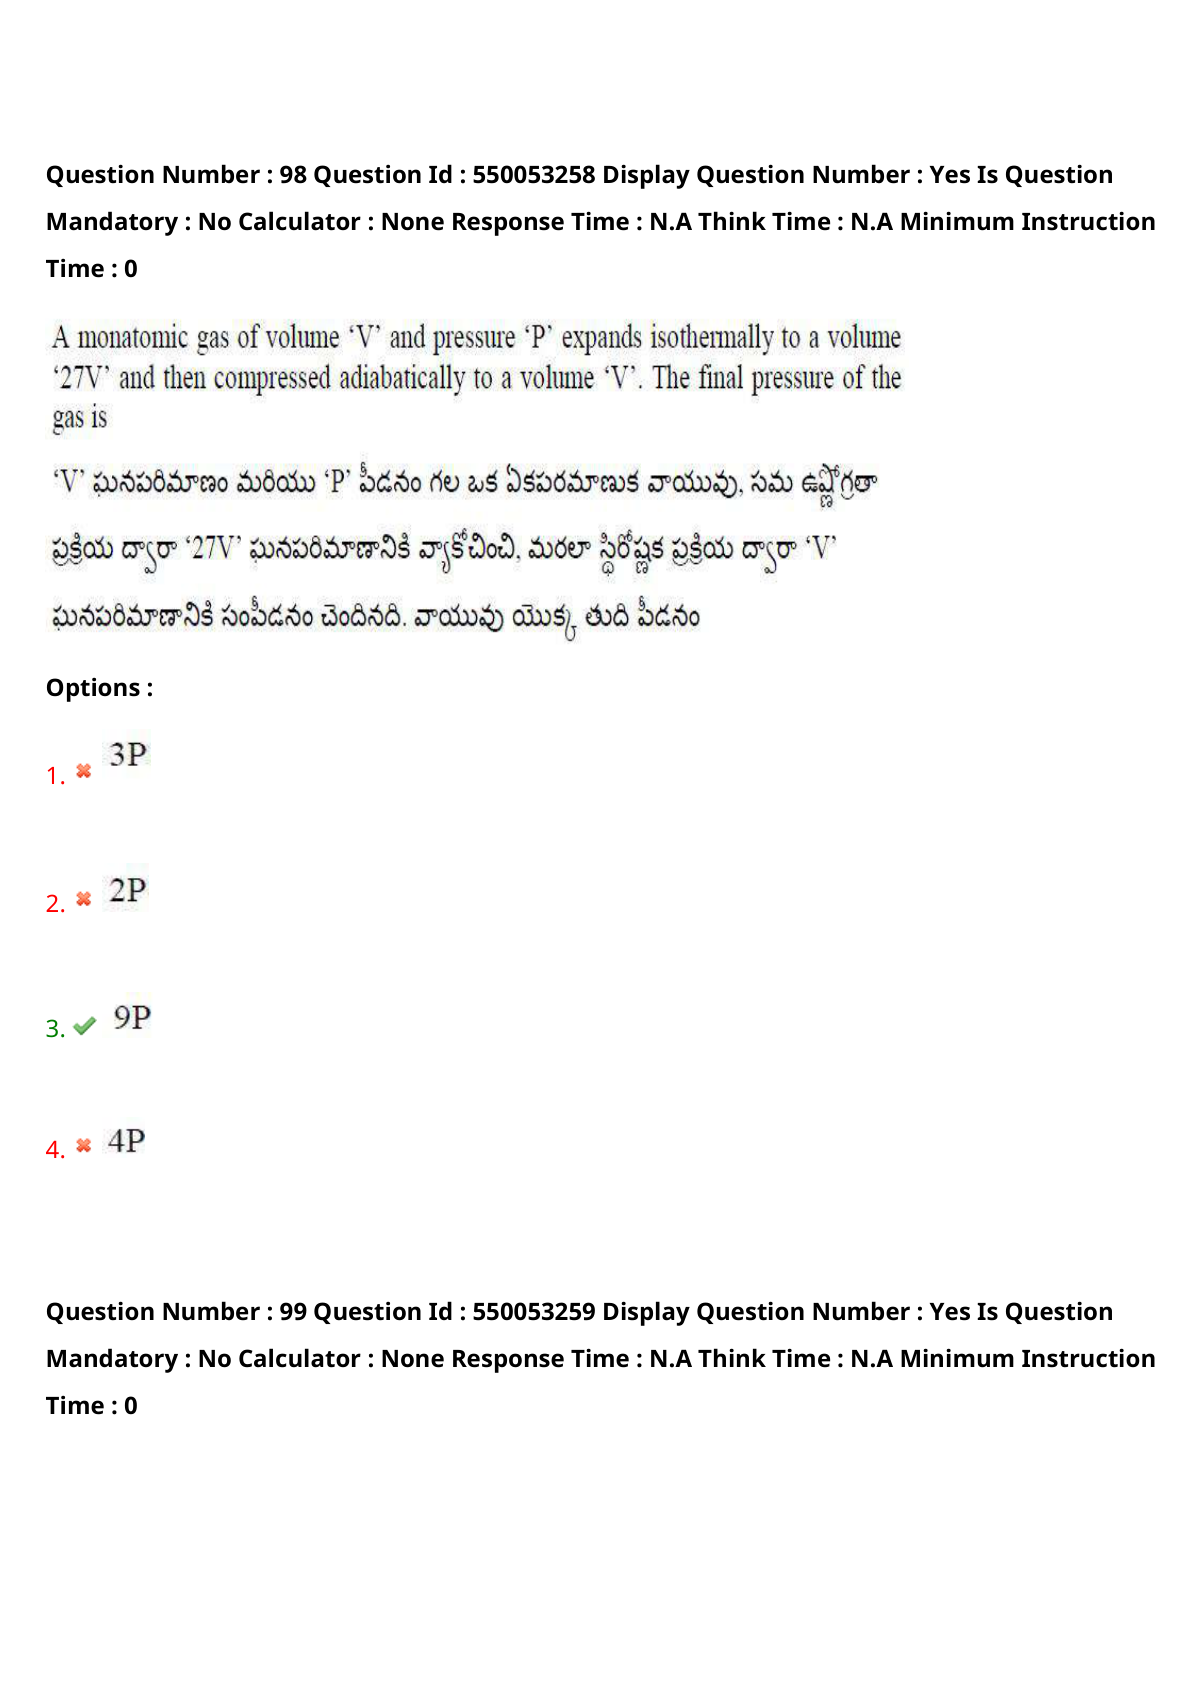 Question Number : 98 Question Id : 550053258 Display Question Number : Yes Is Question
Mandatory : No Calculator : None Response Time : N.A Think Time : N.A Minimum Instruction
Time : 0
A monatomic gas of volume ‘V’ and pressure ‘P’ expands isothermally to a volume
‘27V’ and then compressed adiabatically to a volume ‘V’. The final pressure of the
gas is
‘V’ ఘనపరిమాణం మరియు ‘P’ పీడనం గల ఒక ఏకపరమాణుక వాయువు, సమ ఉష్ణోగ్రతా
ప్రక్రియ ద్వారా ‘27V’ ఘనపరిమాణానికి వ్యాకోచించి, మరలా స్థిరోష్ణక ప్రక్రియ ద్వారా ‘V’
ఘనపరిమాణానికి సంపీడనం చెందినది. వాయువు యొక్క తుది పీడనం
Options :
1. 3P
2. 2P
3. 9P
4. 4P
Question Number : 99 Question Id : 550053259 Display Question Number : Yes Is Question
Mandatory : No Calculator : None Response Time : N.A Think Time : N.A Minimum Instruction
Time : 0